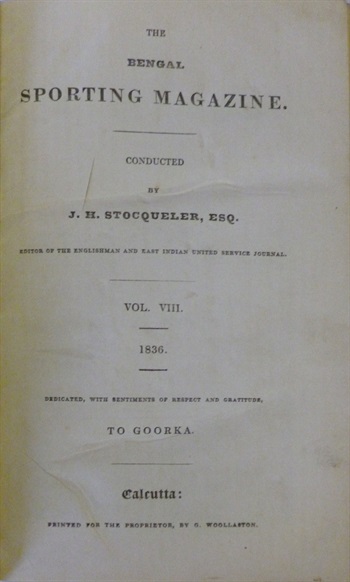 THE
BENGAL
SPORTING MAGAZINE.
CONDUCTED
BY
J. H. STOCQUELER, ESQ.
EDITOR OF THE ENGLISHMAN AND EAST INDIAN UNITED SERVICE JOURNAL.
VOL. VIII.
1836.
DEDICATED, WITH SENTIMENTS OF RESPECT AND GRATITUDE,
TO GOORKA.
Calcutta:
PRINTED FOR THE PROPRIETOR, BY G. WOOLLASTON.